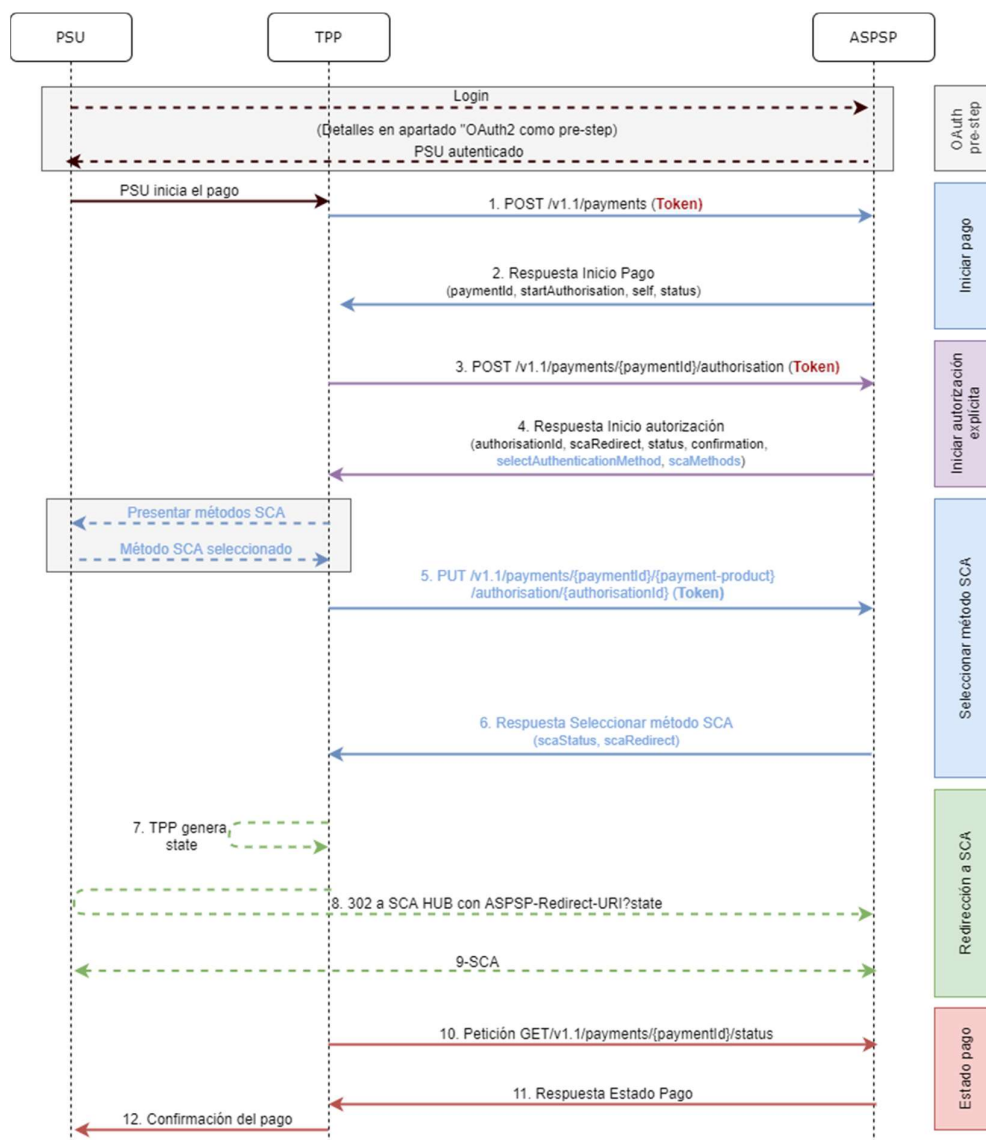 PSU
TPP
ASPSP
Login
(Detalles en apartado "OAuth2 como pre-step)
PSU autenticado
OAuth
pre-step
PSU inicia el pago
1. POST /v1.1/payments (Token)
2. Respuesta Inicio Pago
(paymentId, startAuthorisation, self, status)
Iniciar pago
3. POST /v1.1/payments/{paymentId}/authorisation (Token)
4. Respuesta Inicio autorización
(authorisationId, scaRedirect, status, confirmation,
selectAuthenticationMethod, scaMethods)
Iniciar autorización
explícita
Presentar métodos SCA
Método SCA seleccionado
5. PUT /v1.1/payments/{paymentId}/{payment-product}
/authorisation/{authorisationId} (Token)
6. Respuesta Seleccionar método SCA
(scaStatus, scaRedirect)
Seleccionar método SCA
7. TPP genera
state
8. 302 a SCA HUB con ASPSP-Redirect-URI?state
9-SCA
Redirección a SCA
10. Petición GET/v1.1/payments/{paymentId}/status
11. Respuesta Estado Pago
12. Confirmación del pago
Estado pago